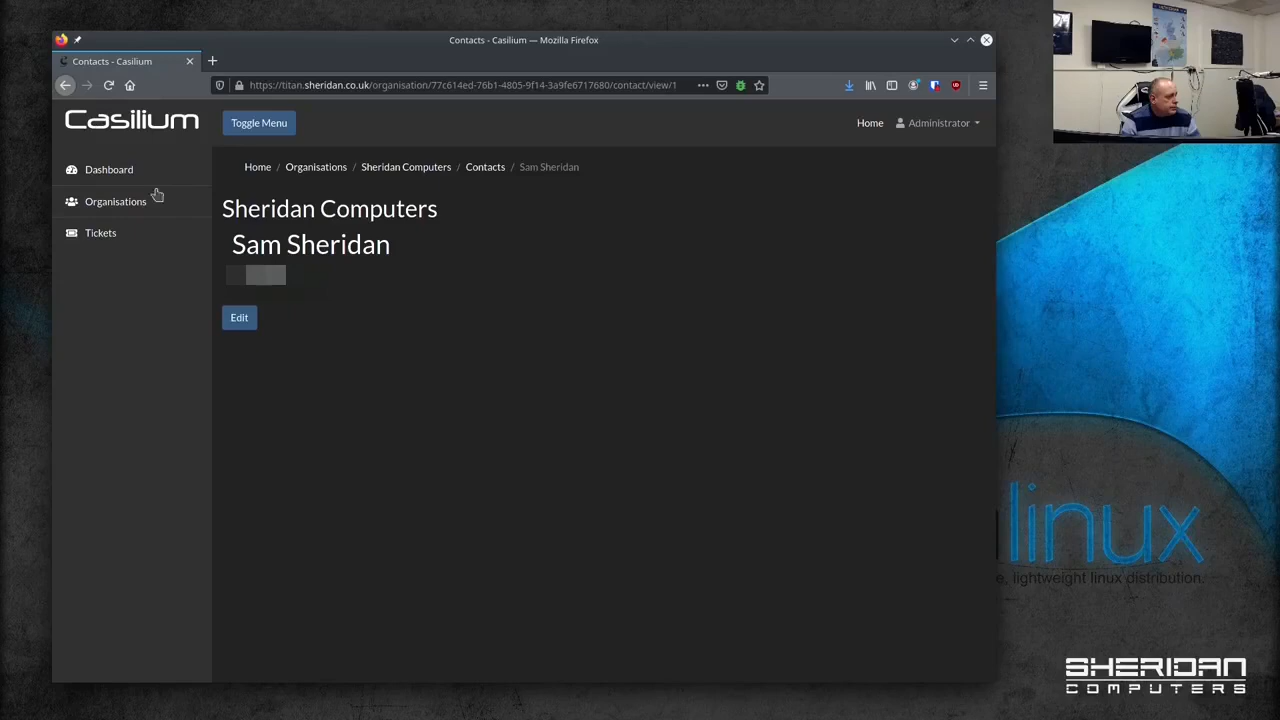 Contacts - Casilium — Mozilla Firefox
Contacts - Casilium
https://titan.sheridan.co.uk/organisation/77c614ed-76b1-4805-9f14-3a9fe6717680/contact/view/1
Casilium
Toggle Menu
Home
Administrator
Dashboard
Organisations
Tickets
Home / Organisations / Sheridan Computers / Contacts / Sam Sheridan
Sheridan Computers
Sam Sheridan
Edit
linux
, lightweight linux distribution.
SHERIDAN
COMPUTERS